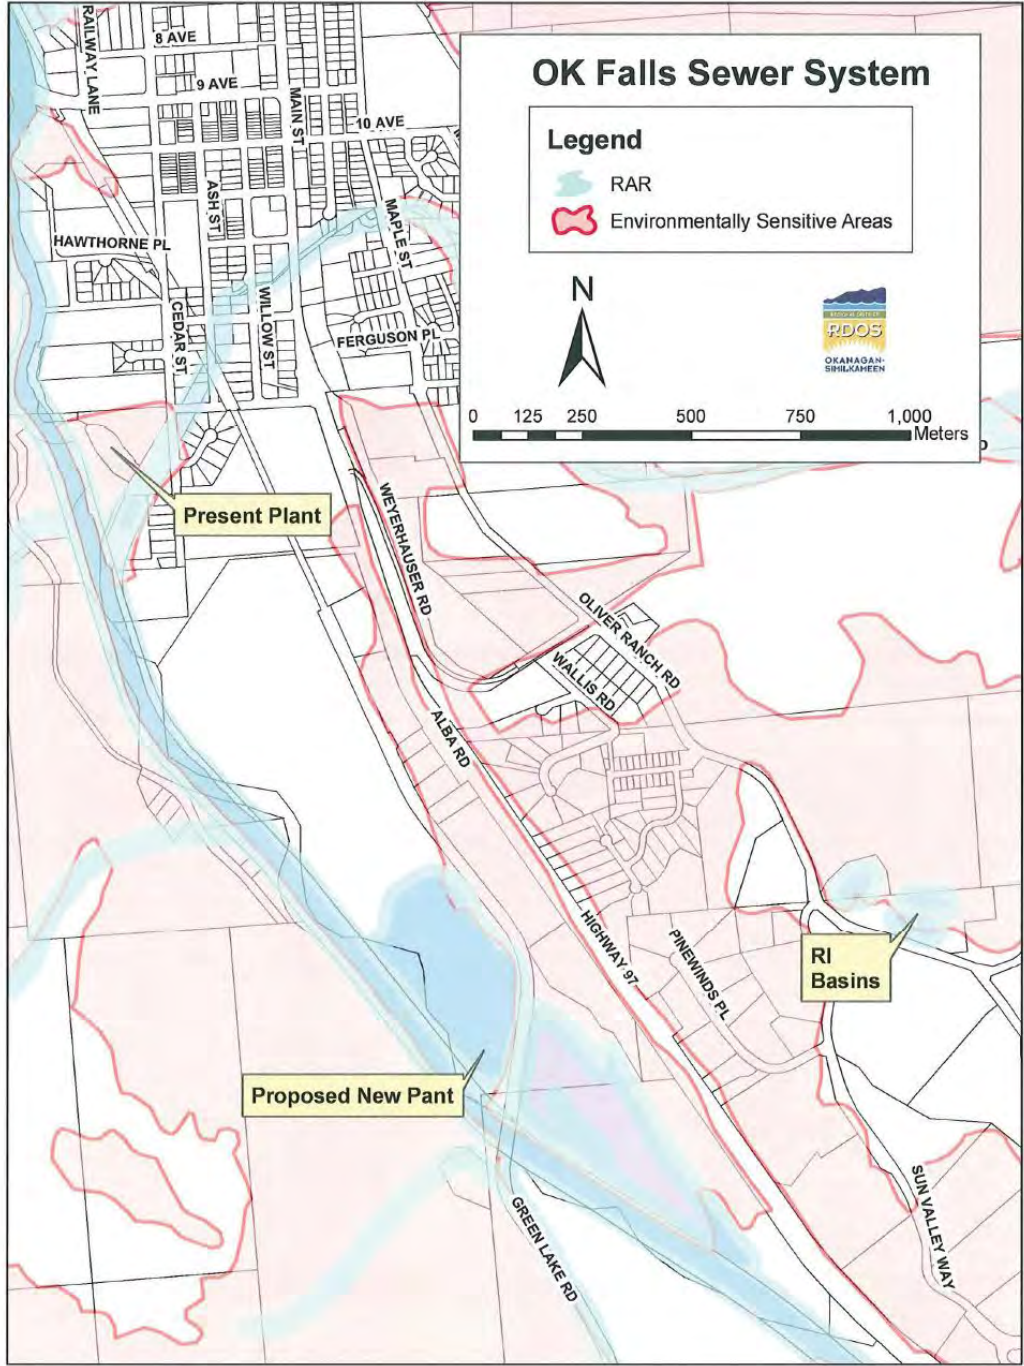 RAILWAY LANE
8 AVE
9 AVE
MAIN ST
10 AVE
ASH ST
MAPLE ST
HAWTHORNE PL
CEDAR ST
WILLOW ST
FERGUSON PL
OK Falls Sewer System
Legend
RAR
Environmentally Sensitive Areas
N
RDOS
OKANAGAN-
SIMILKAMEEN
0 125 250 500 750 1,000
Meters
Present Plant
WEYERHAUSER RD
OLIVER RANCH RD
WALLIS RD
ALBA RD
HIGHWAY 97
PINEWINDS PL
RI
Basins
Proposed New Pant
GREEN LAKE RD
SUN VALLEY WAY